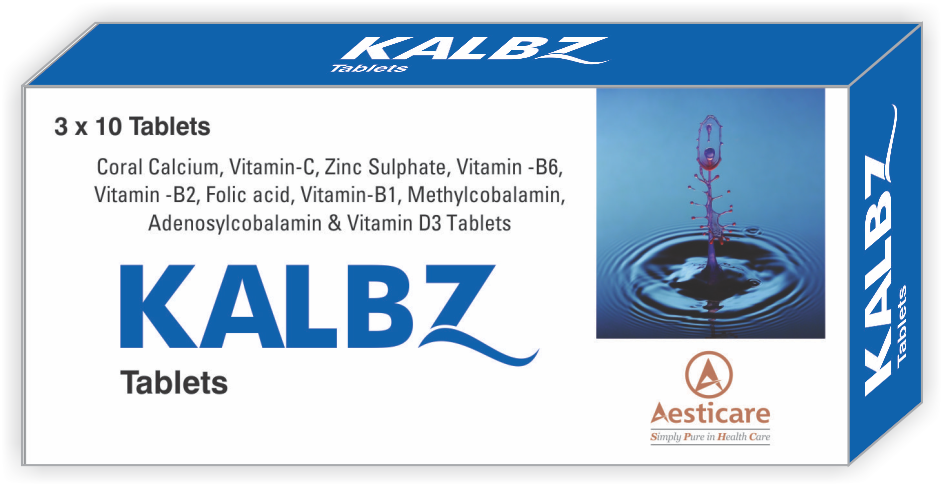 KALBZ
Tablets
3 x 10 Tablets
Coral Calcium, Vitamin-C, Zinc Sulphate, Vitamin -B6,
Vitamin -B2, Folic acid, Vitamin-B1, Methylcobalamin,
Adenosylcobalamin & Vitamin D3 Tablets
KALBZ
Tablets
Aesticare
Simply Pure in Health Care
KALBZ
Tablets